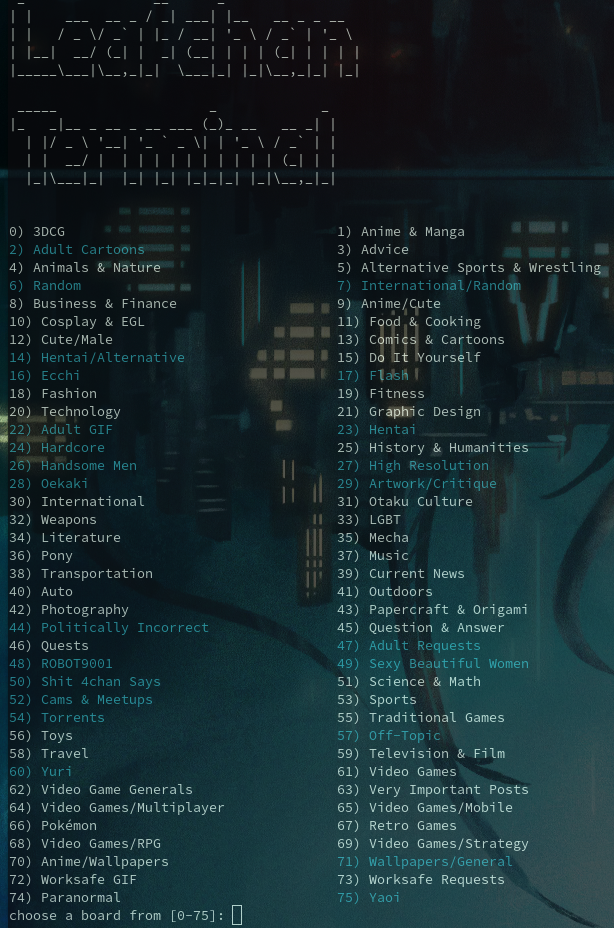 Leafchan
Terminal
0) 3DCG 1) Anime & Manga
2) Adult Cartoons 3) Advice
4) Animals & Nature 5) Alternative Sports & Wrestling
6) Random 7) International/Random
8) Business & Finance 9) Anime/Cute
10) Cosplay & EGL 11) Food & Cooking
12) Cute/Male 13) Comics & Cartoons
14) Hentai/Alternative 15) Do It Yourself
16) Ecchi 17) Flash
18) Fashion 19) Fitness
20) Technology 21) Graphic Design
22) Adult GIF 23) Hentai
24) Hardcore 25) History & Humanities
26) Handsome Men 27) High Resolution
28) Oekaki 29) Artwork/Critique
30) International 31) Otaku Culture
32) Weapons 33) LGBT
34) Literature 35) Mecha
36) Pony 37) Music
38) Transportation 39) Current News
40) Auto 41) Outdoors
42) Photography 43) Papercraft & Origami
44) Politically Incorrect 45) Question & Answer
46) Quests 47) Adult Requests
48) ROBOT9001 49) Sexy Beautiful Women
50) Shit 4chan Says 51) Science & Math
52) Cams & Meetups 53) Sports
54) Torrents 55) Traditional Games
56) Toys 57) Off-Topic
58) Travel 59) Television & Film
60) Yuri 61) Video Games
62) Video Game Generals 63) Very Important Posts
64) Video Games/Multiplayer 65) Video Games/Mobile
66) Pokémon 67) Retro Games
68) Video Games/RPG 69) Video Games/Strategy
70) Anime/Wallpapers 71) Wallpapers/General
72) Worksafe GIF 73) Worksafe Requests
74) Paranormal 75) Yaoi
choose a board from [0-75]: